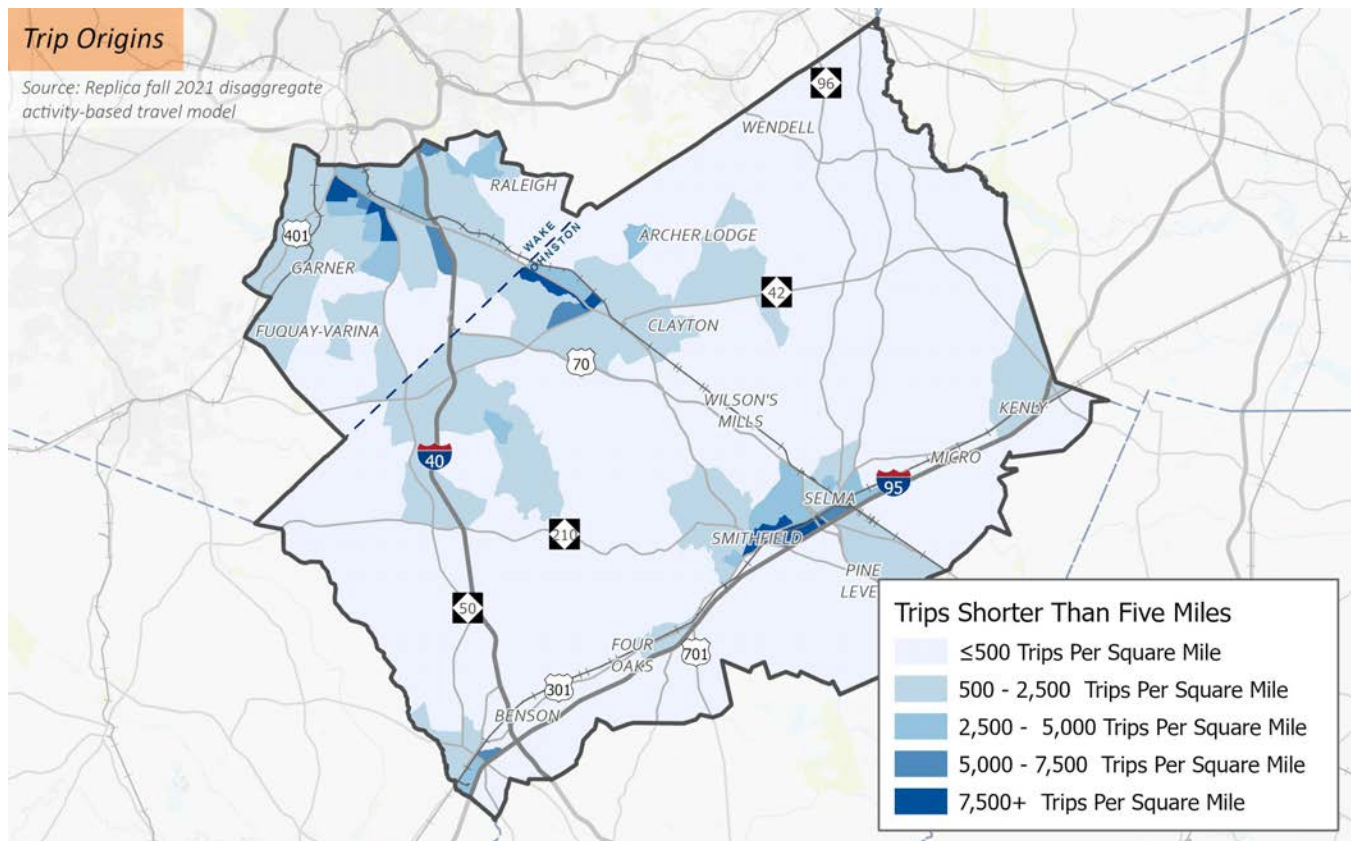 Trip Origins
Source: Replica fall 2021 disaggregate
activity-based travel model
96
WENDELL
RALEIGH
401
WAKE
JOHNSTON
ARCHER LODGE
GARNER
42
FUQUAY-VARINA
CLAYTON
70
WILSON'S
MILLS
KENLY
40
MICRO
95
SELMA
210
SMITHFIELD
PINE
LEVE
50
FOUR
OAKS
701
301
BENSON
Trips Shorter Than Five Miles
≤500 Trips Per Square Mile
500 - 2,500 Trips Per Square Mile
2,500 - 5,000 Trips Per Square Mile
5,000 - 7,500 Trips Per Square Mile
7,500+ Trips Per Square Mile